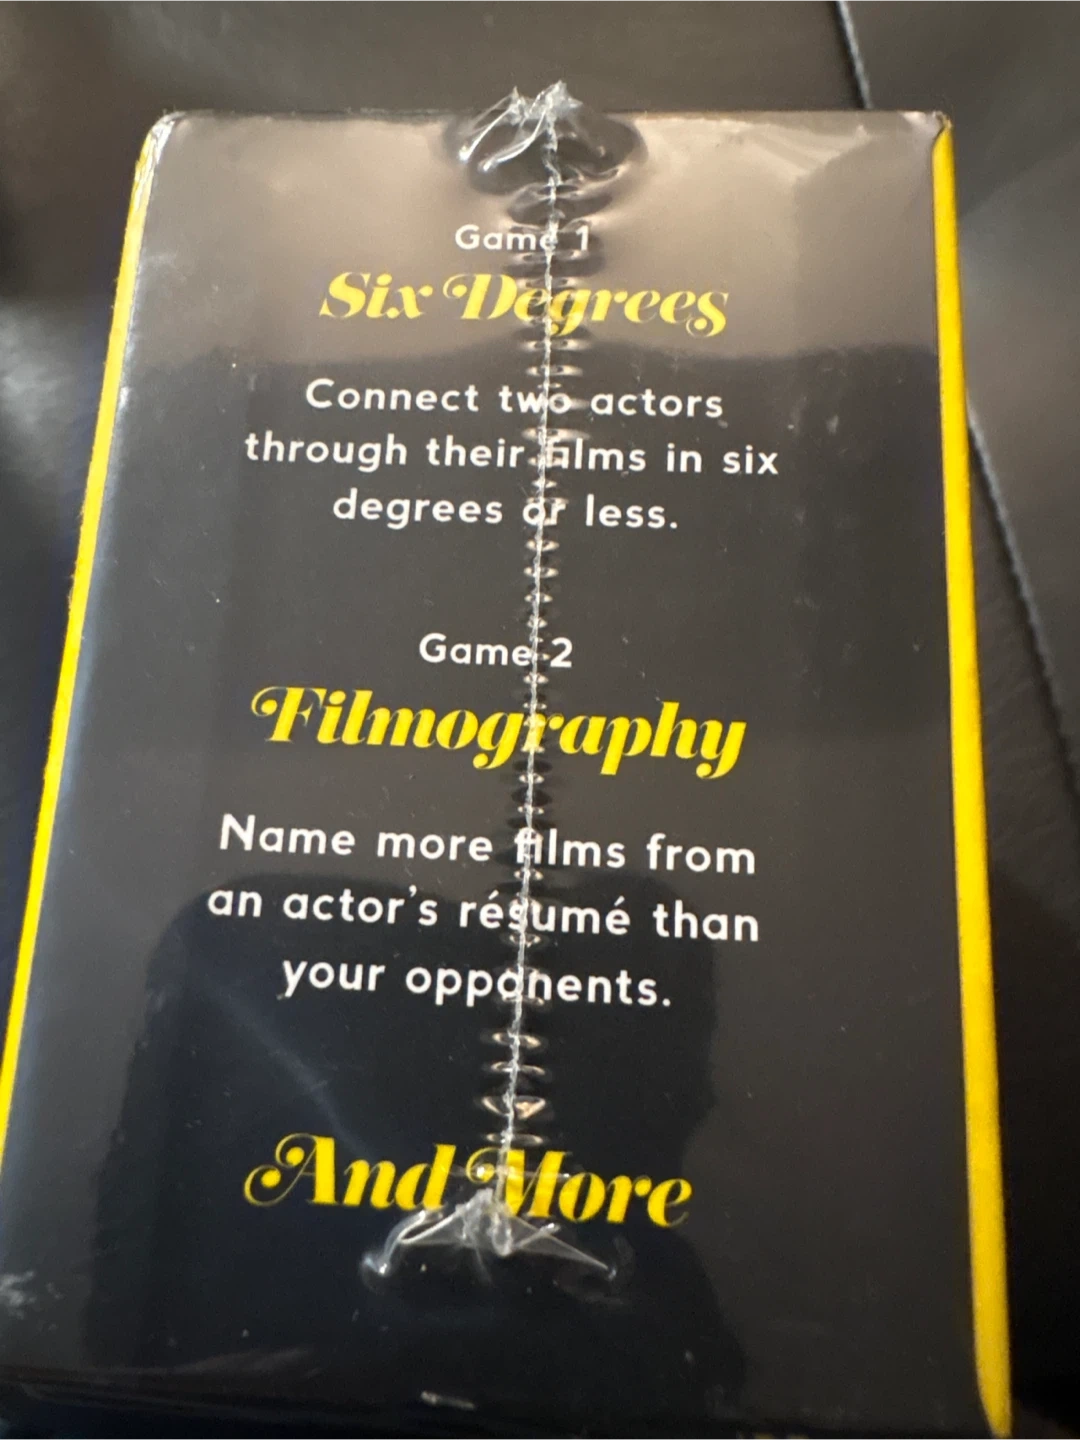 Game 1
Six Degrees
Connect two actors
through their films in six
degrees or less.
Game 2
Filmography
Name more films from
an actor's résumé than
your opponents.
And More